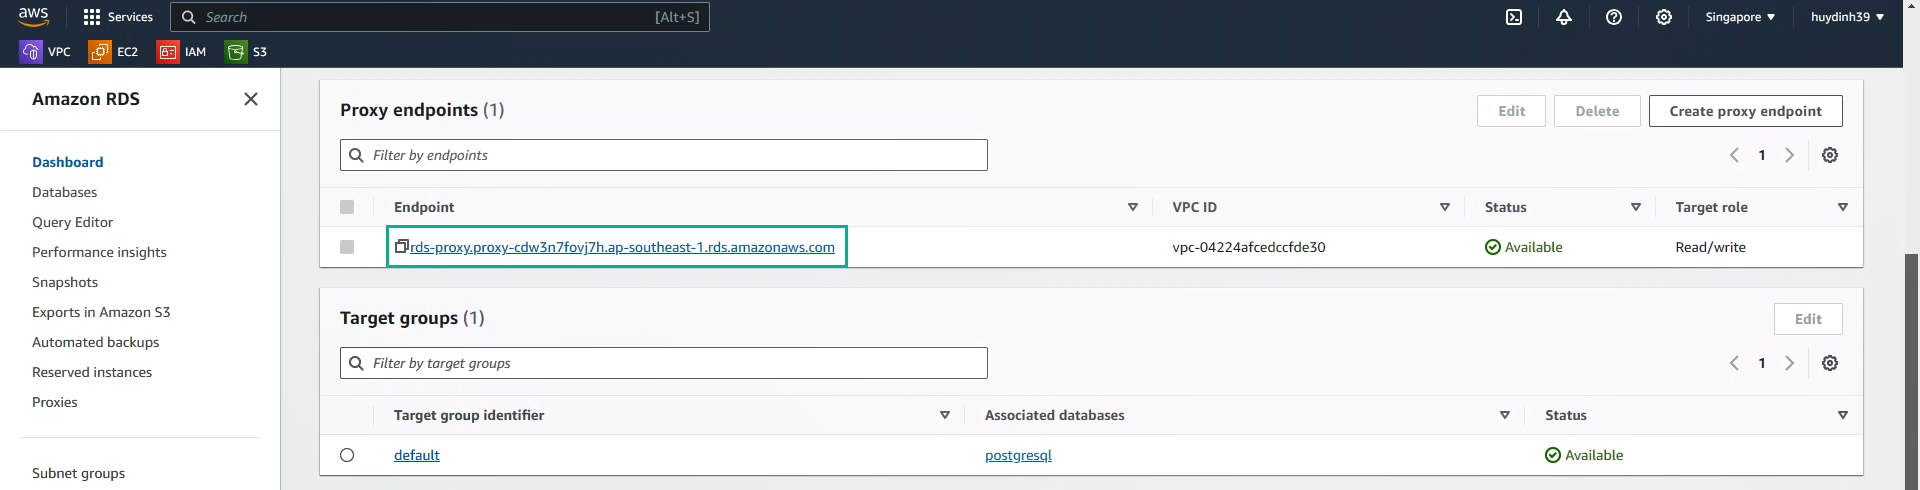 aws
Services
Search
[Alt+S]
Singapore
huydinh39
VPC
EC2
IAM
S3
Amazon RDS
Dashboard
Databases
Query Editor
Performance insights
Snapshots
Exports in Amazon S3
Automated backups
Reserved instances
Proxies
Subnet groups
Proxy endpoints (1)
Edit
Delete
Create proxy endpoint
Filter by endpoints
1
Endpoint
VPC ID
Status
Target role
rds-proxy.proxy-cdw3n7fovj7h.ap-southeast-1.rds.amazonaws.com
vpc-04224afcedccfde30
Available
Read/write
Target groups (1)
Edit
Filter by target groups
1
Target group identifier
Associated databases
Status
default
postgresql
Available